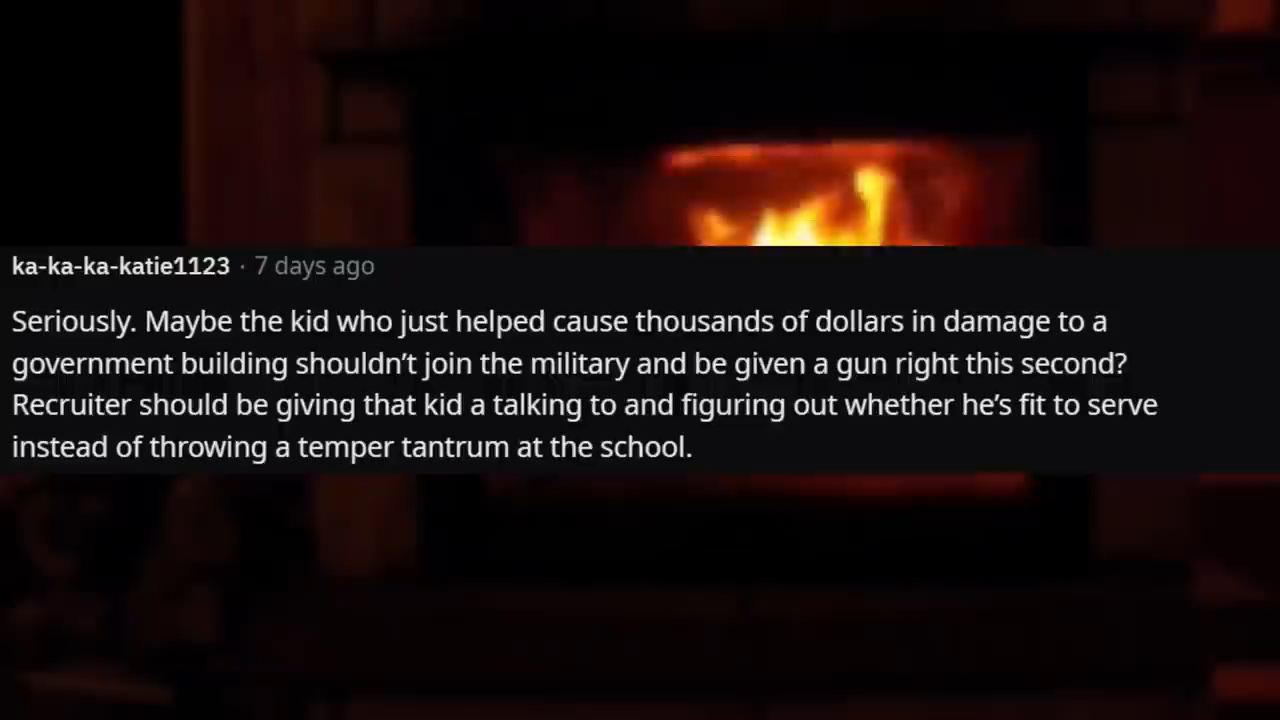 ka-ka-ka-katie1123 · 7 days ago
Seriously. Maybe the kid who just helped cause thousands of dollars in damage to a
government building shouldn’t join the military and be given a gun right this second?
Recruiter should be giving that kid a talking to and figuring out whether he’s fit to serve
instead of throwing a temper tantrum at the school.